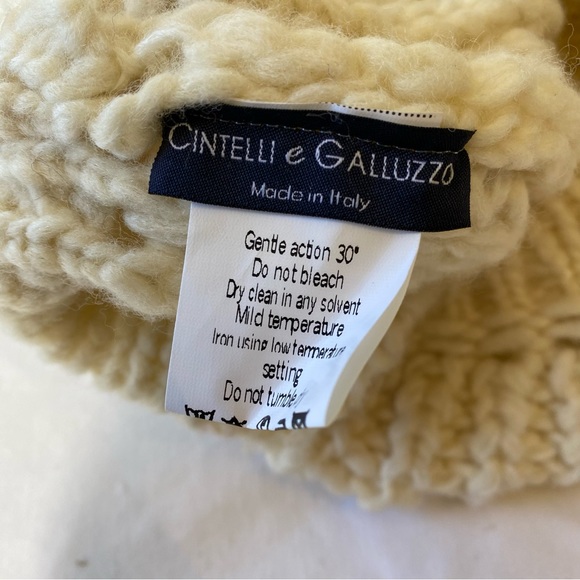 CINTELLI e GALLUZZO
Made in Italy
Gentle action 30°
Do not bleach
Dry clean in any solvent
Mild temperature
Iron using low temperature
setting
Do not tumble